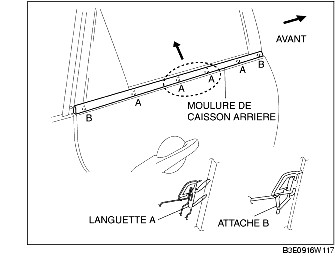 AVANT
B
A
A
A
B
MOULURE DE
CAISSON ARRIERE
LANGUETTE A
ATTACHE B
B3E0916W117